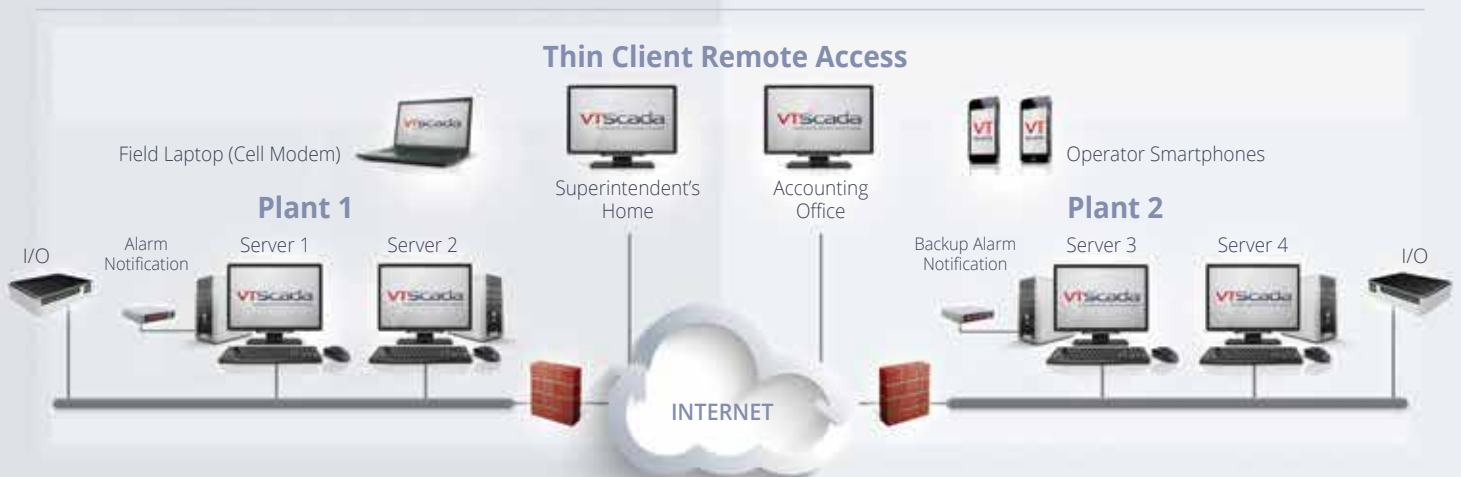 Thin Client Remote Access
VTScada
VTScada
VTScada
VT
VT
Field Laptop (Cell Modem)
Superintendent's
Home
Accounting
Office
Operator Smartphones
Plant 1
Plant 2
I/O
Alarm
Notification
Server 1
Server 2
Backup Alarm
Notification
Server 3
Server 4
I/O
VTScada
VTScada
VTScada
VTScada
INTERNET